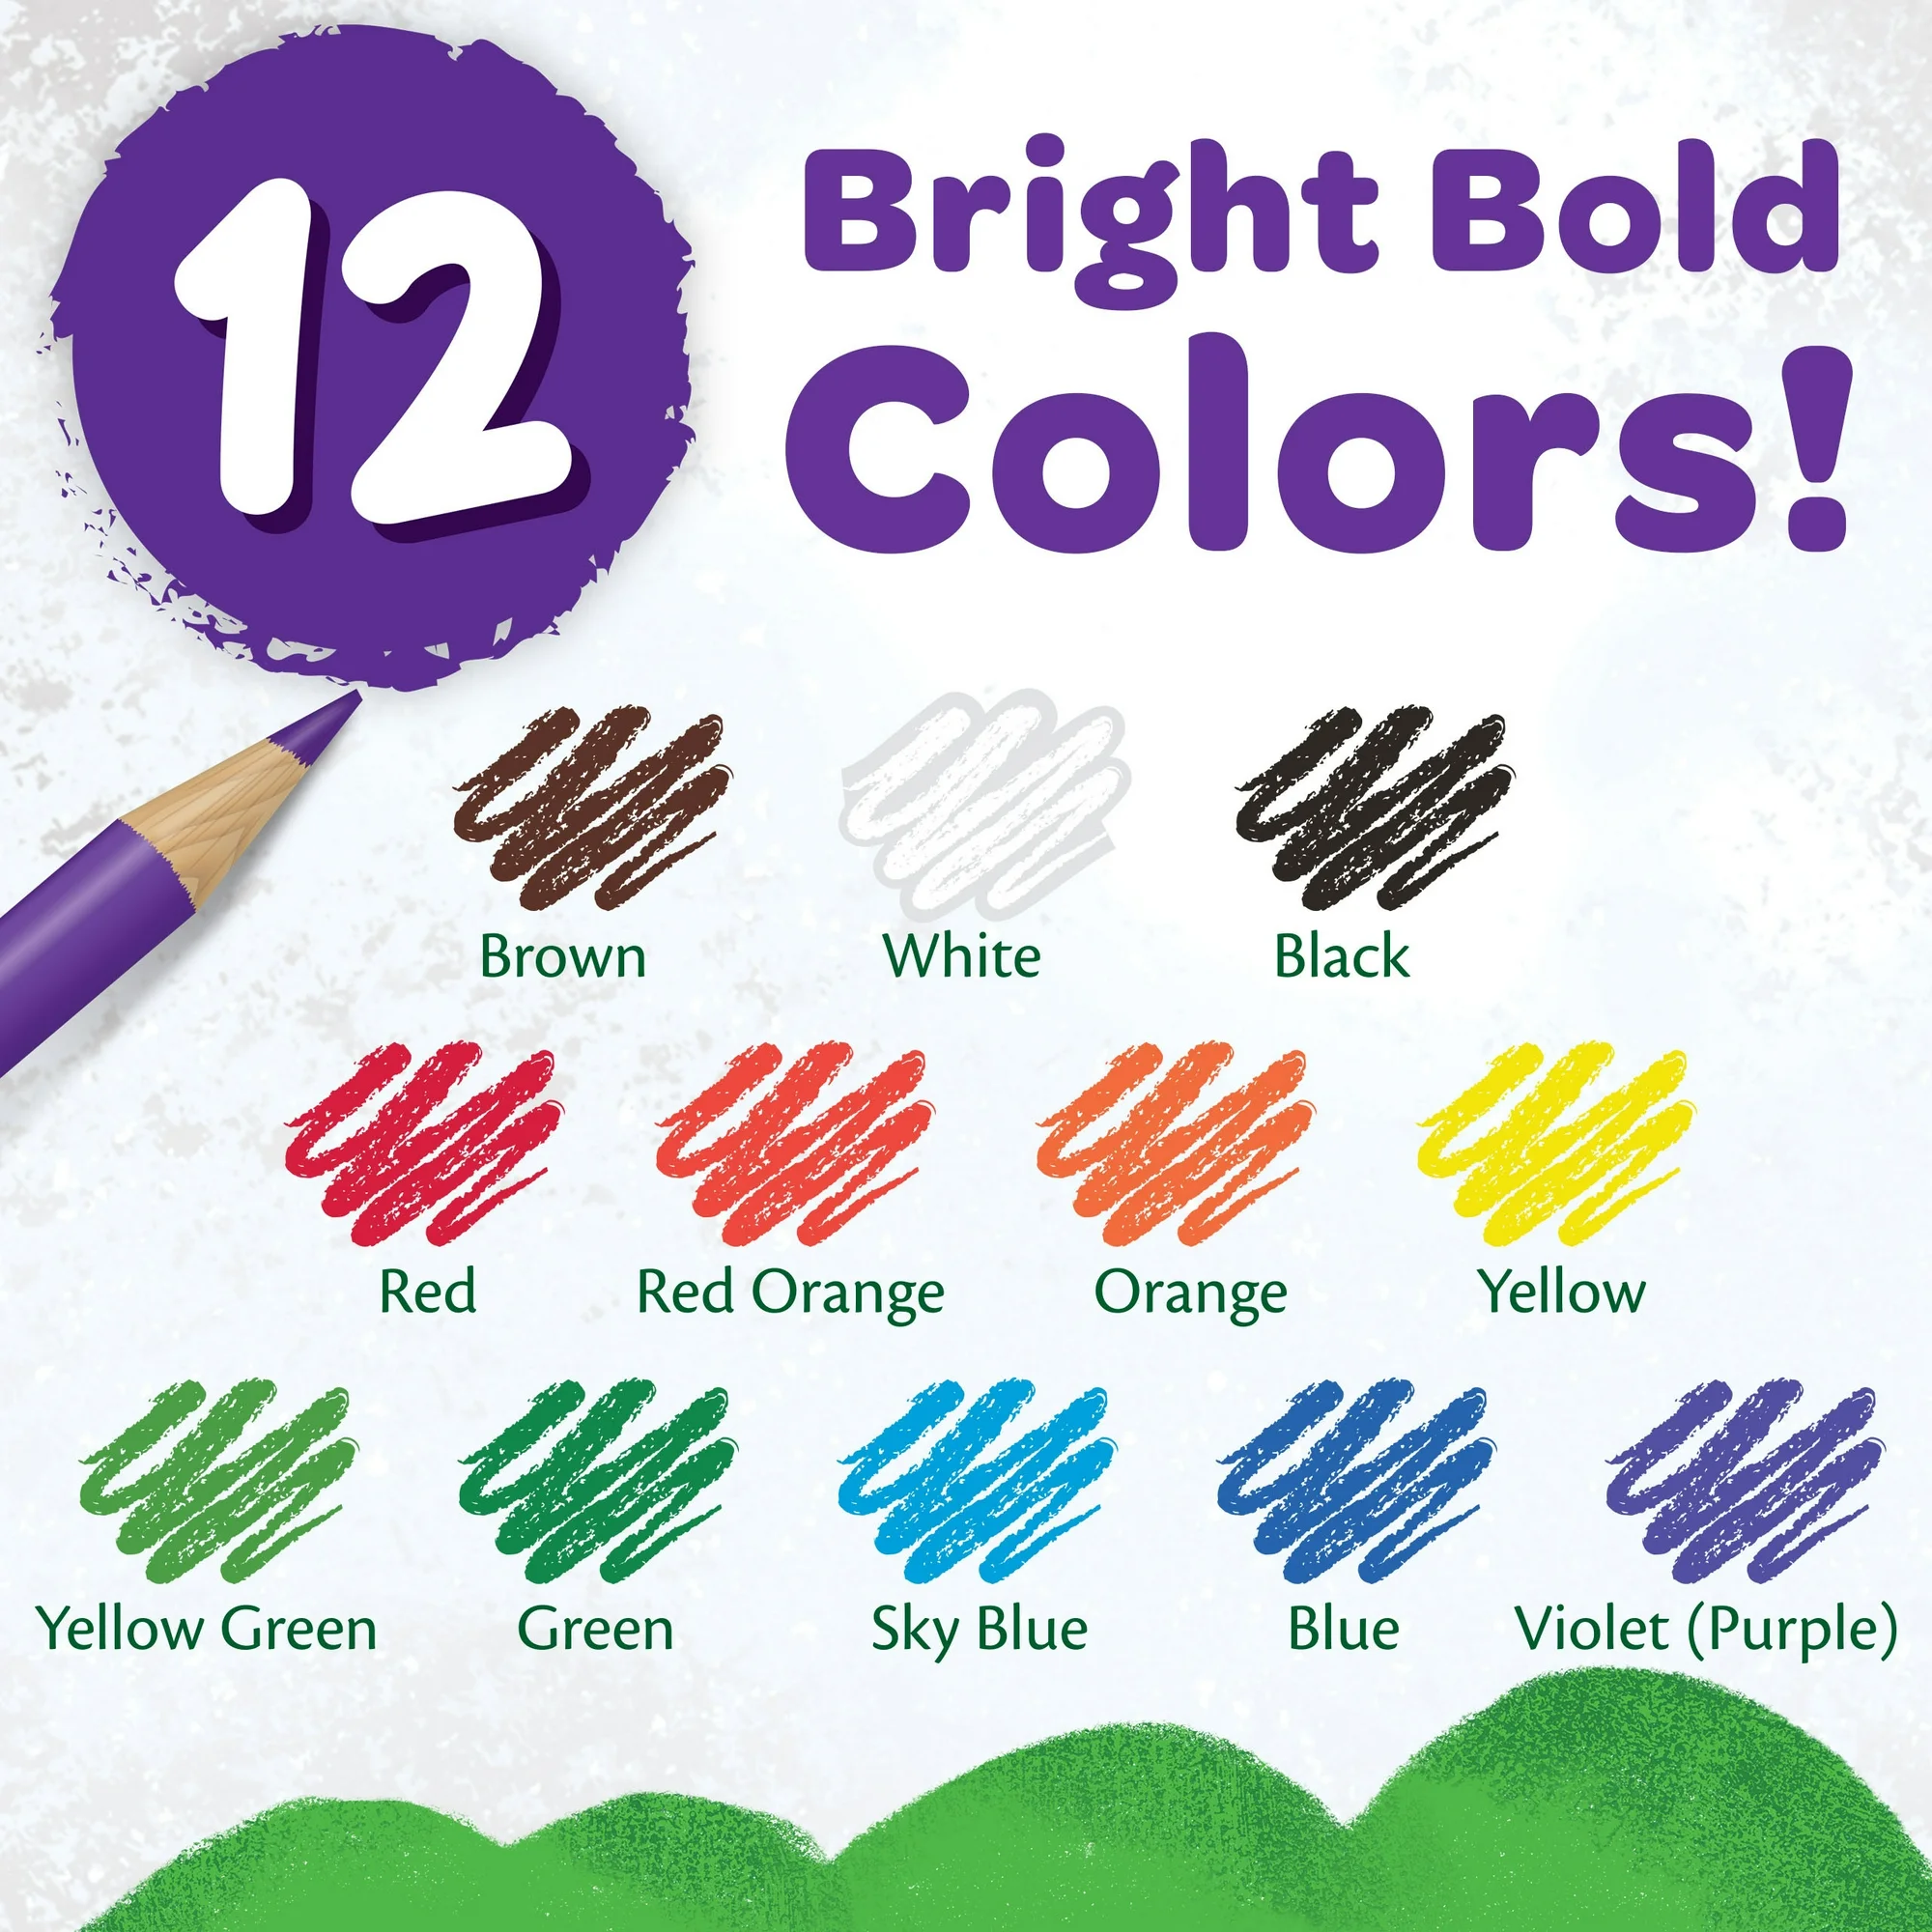 12
Bright Bold
Colors!
Brown
White
Black
Red
Red Orange
Orange
Yellow
Yellow Green
Green
Sky Blue
Blue
Violet (Purple)